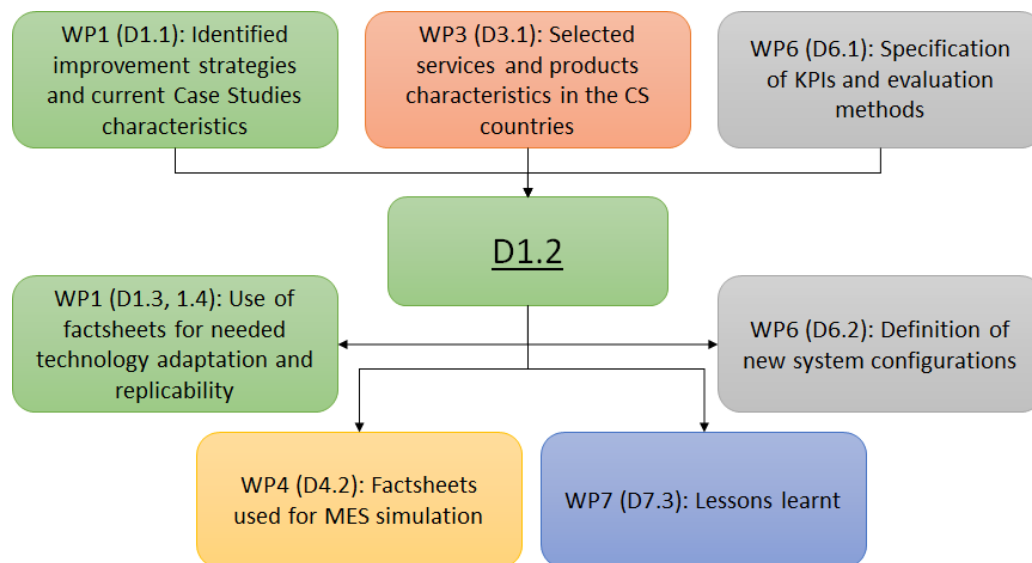 WP1 (D1.1): Identified
improvement strategies
and current Case Studies
characteristics
WP3 (D3.1): Selected
services and products
characteristics in the CS
countries
WP6 (D6.1): Specification
of KPIs and evaluation
methods
D1.2
WP1 (D1.3, 1.4): Use of
factsheets for needed
technology adaptation and
replicability
WP6 (D6.2): Definition of
new system configurations
WP4 (D4.2): Factsheets
used for MES simulation
WP7 (D7.3): Lessons learnt